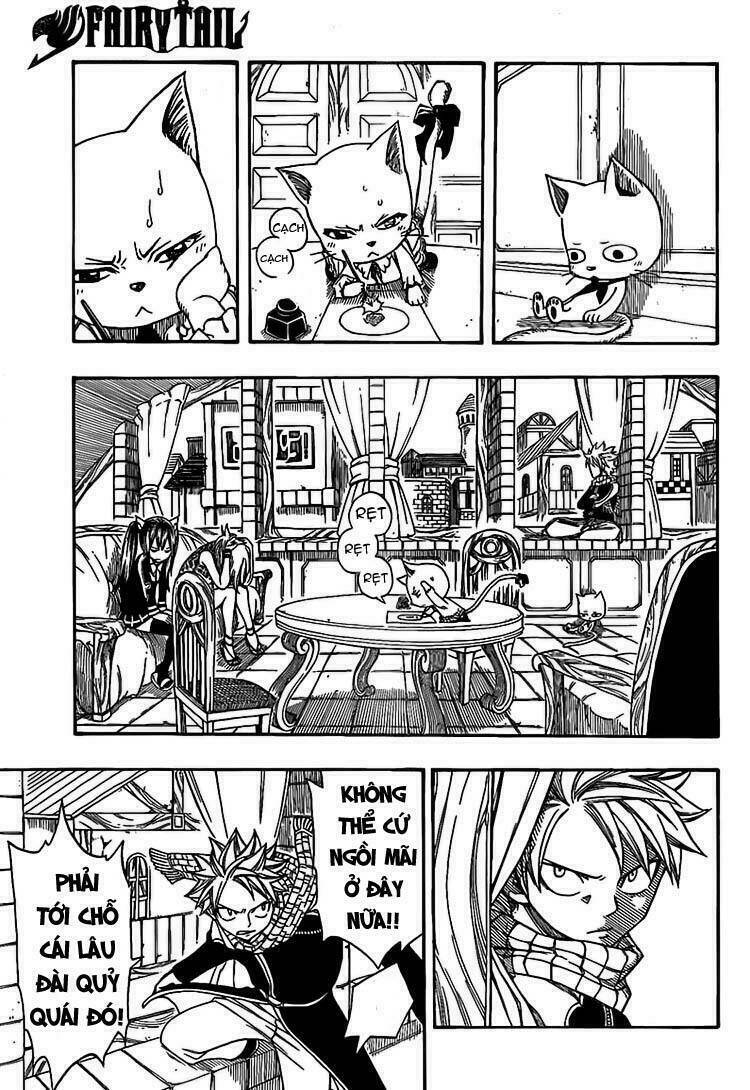 FAIRY TAIL
CẠCH
CẠCH
RẸT
RẸT
RẸT
KHÔNG
THỂ CỨ
NGỒI MÃI
Ở ĐÂY
NỮA!!
PHẢI
TỚI CHỖ
CÁI LÂU
ĐÀI QUỶ
QUÁI ĐÓ!